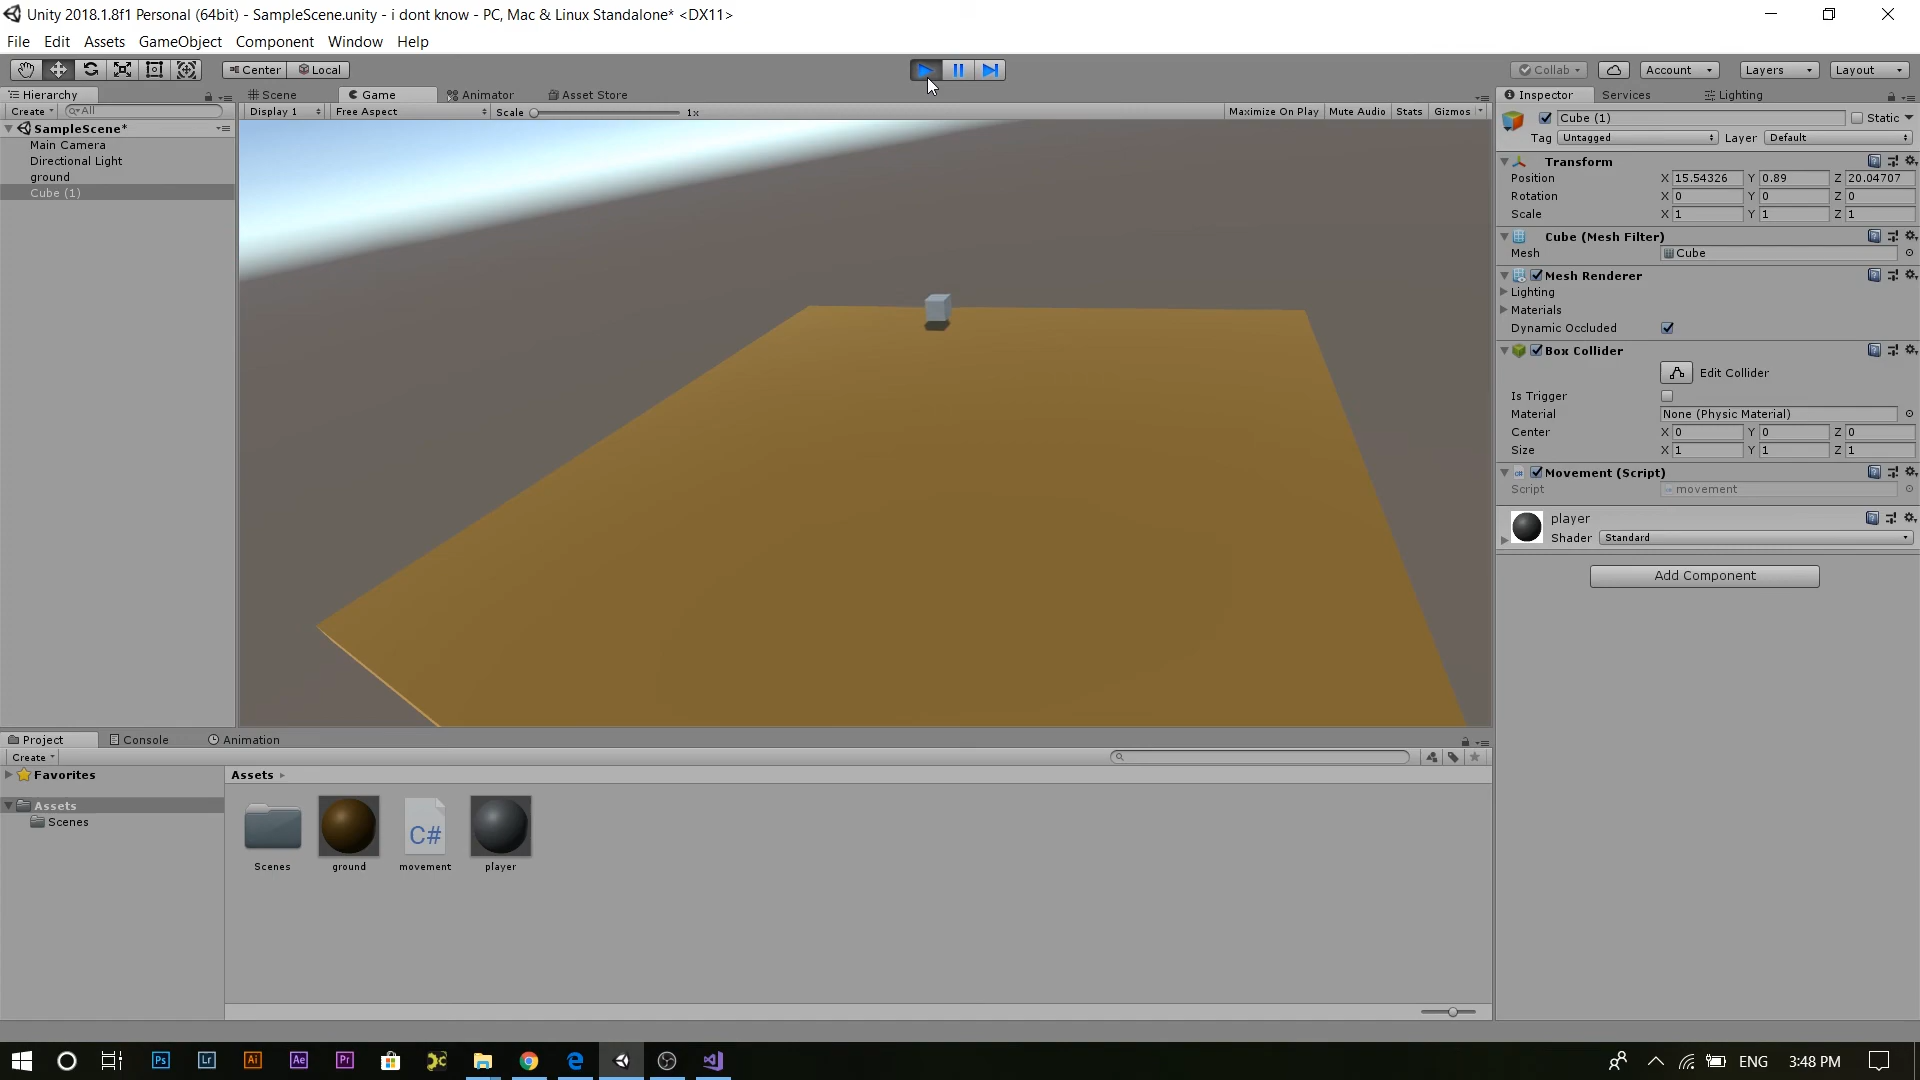 Unity 2018.1.8f1 Personal (64bit) - SampleScene.unity - i dont know - PC, Mac & Linux Standalone* <DX11>
File Edit Assets GameObject Component Window Help
Center Local Collab Account Layers Layout
Hierarchy Scene Game Animator Asset Store Inspector Services Lighting
Create All Display 1 Free Aspect Scale 1x Maximize On Play Mute Audio Stats Gizmos
Cube (1) Static
SampleScene*
Tag Untagged Layer Default
Main Camera
Directional Light
ground
Cube (1)
Transform
Position X 15.54326 Y 0.89 Z 20.04707
Rotation X 0 Y 0 Z 0
Scale X 1 Y 1 Z 1
Cube (Mesh Filter)
Mesh Cube
Mesh Renderer
Lighting
Materials
Dynamic Occluded
Box Collider
Edit Collider
Is Trigger
Material None (Physic Material)
Center X 0 Y 0 Z 0
Size X 1 Y 1 Z 1
Movement (Script)
Script movement
player
Shader Standard
Add Component
Project Console Animation
Create
Favorites
Assets
Assets
Scenes
C#
Scenes ground movement player
Ps Lr Ai Ae Pr ENG 3:48 PM